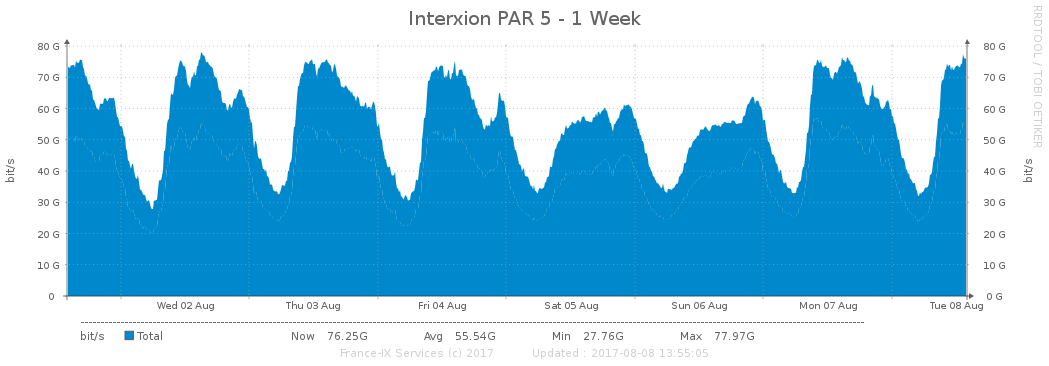 Interxion PAR 5 - 1 Week
RRDTOOL / TOBI OETIKER
bit/s
80 G
70 G
60 G
50 G
40 G
30 G
20 G
10 G
0
80 G
70 G
60 G
50 G
40 G
30 G
20 G
10 G
0 G
bit/s
Wed 02 Aug Thu 03 Aug Fri 04 Aug Sat 05 Aug Sun 06 Aug Mon 07 Aug Tue 08 Aug
bit/s Total Now 76.25G Avg 55.54G Min 27.76G Max 77.97G
France-IX Services (c) 2017 Updated : 2017-08-08 13:55:05